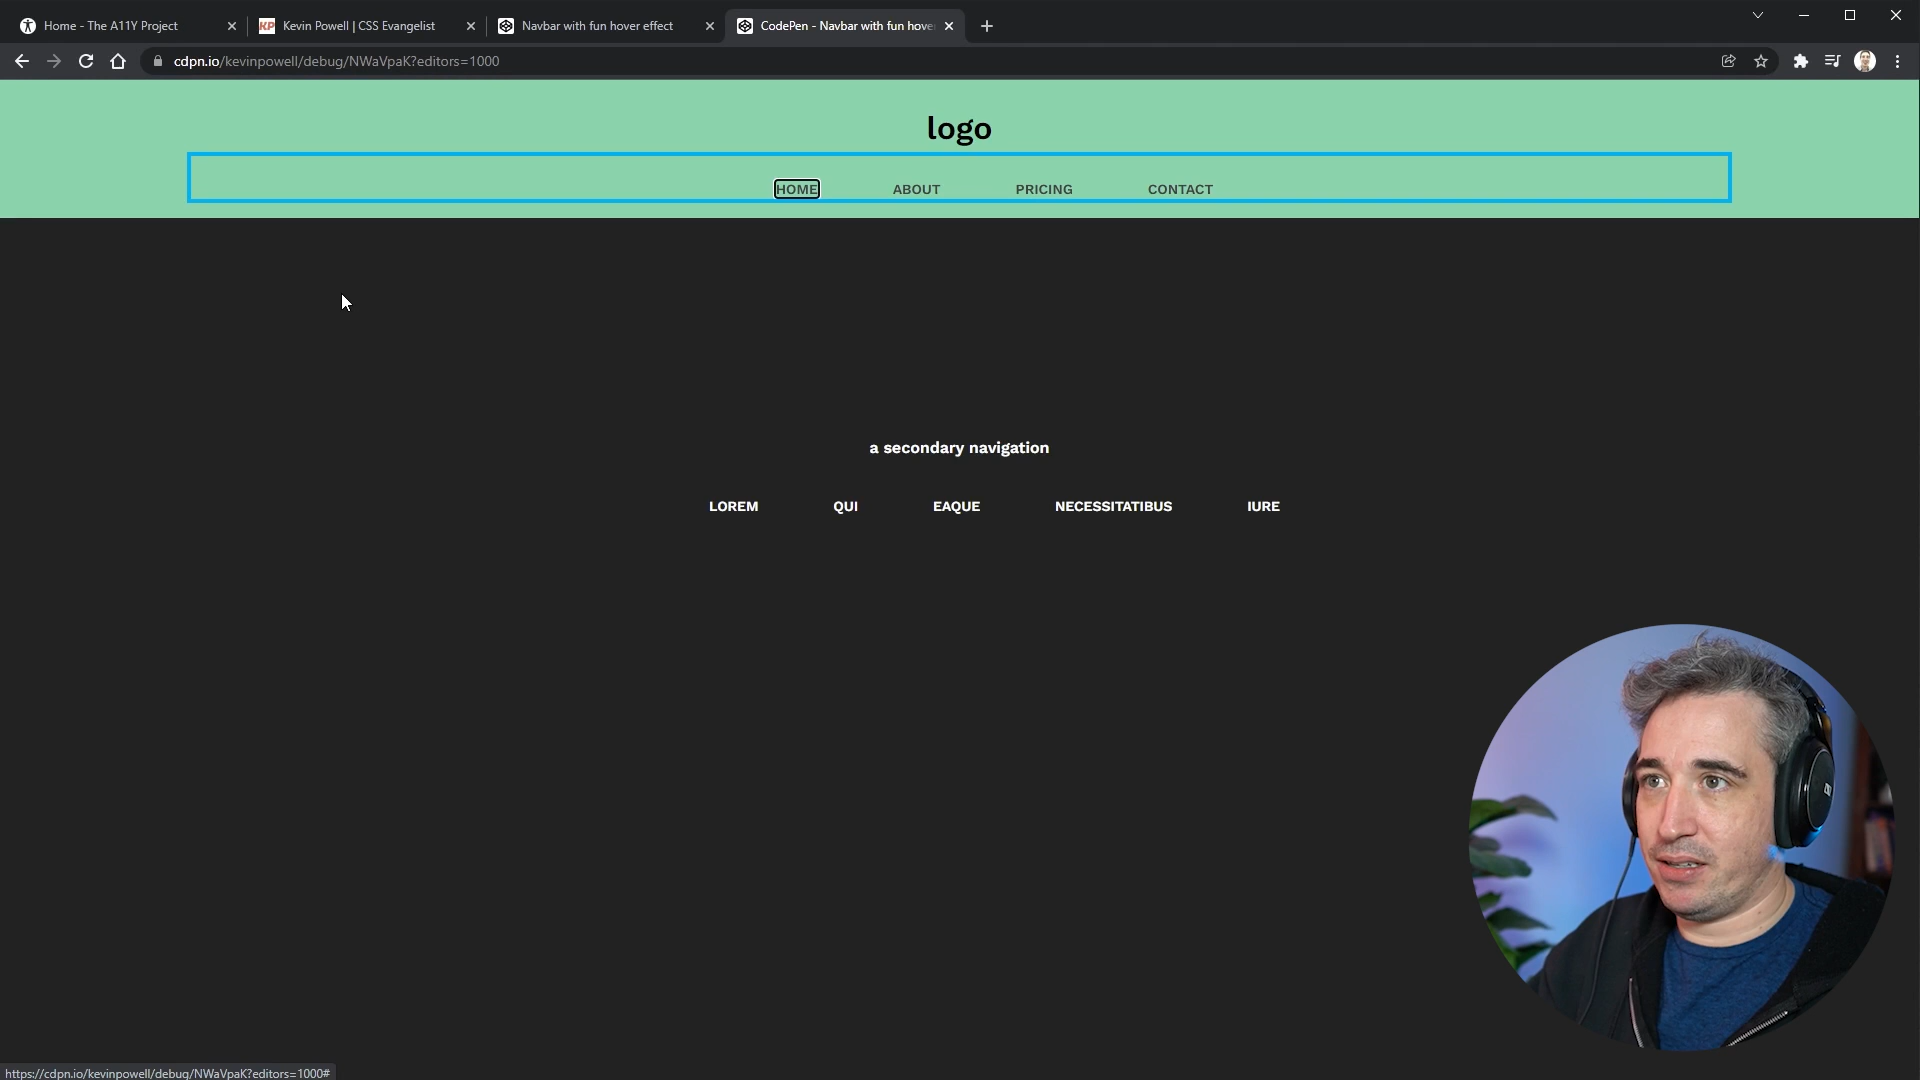 Home - The A11Y Project
KP Kevin Powell | CSS Evangelist
Navbar with fun hover effect
CodePen - Navbar with fun hove
cdpn.io/kevinpowell/debug/NWaVpaK?editors=1000
logo
HOME ABOUT PRICING CONTACT
a secondary navigation
LOREM QUI EAQUE NECESSITATIBUS IURE
https://cdpn.io/kevinpowell/debug/NWaVpaK?editors=1000#